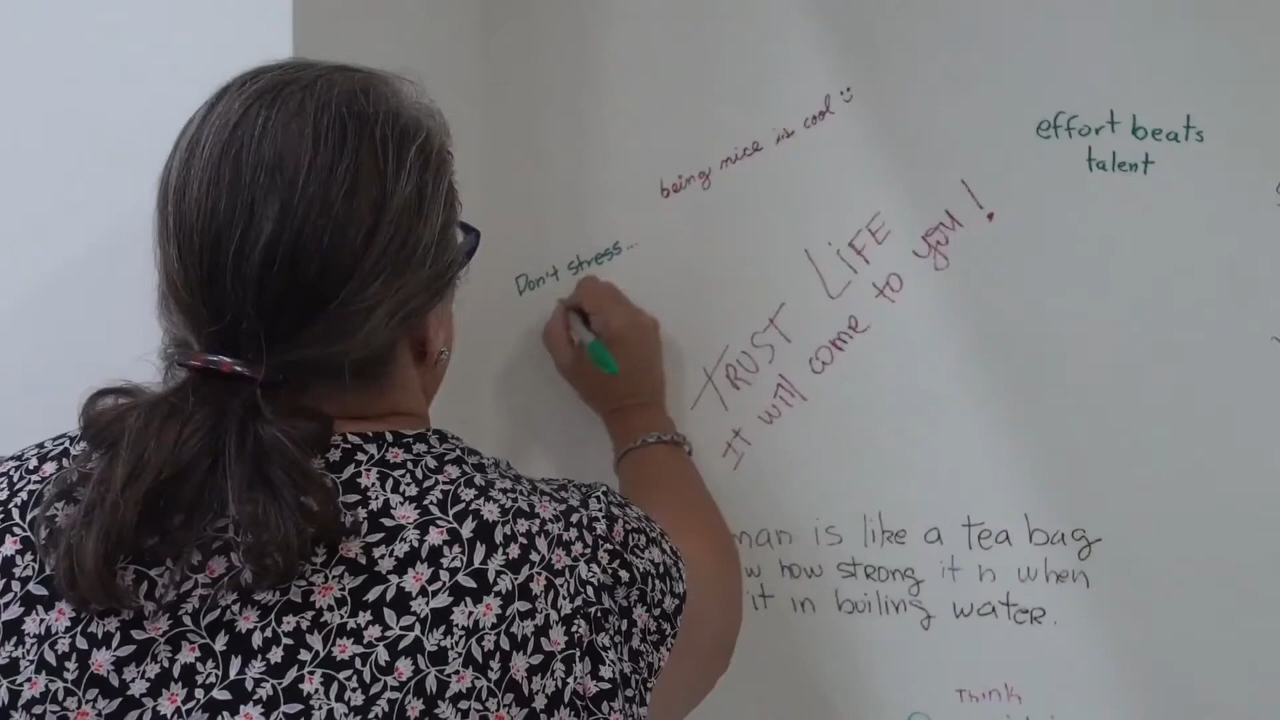 being nice is cool
effort beats
talent
Don't stress...
TRUST LIFE
It will come to you!
man is like a tea bag
w how strong it is when
it in boiling water.
Think